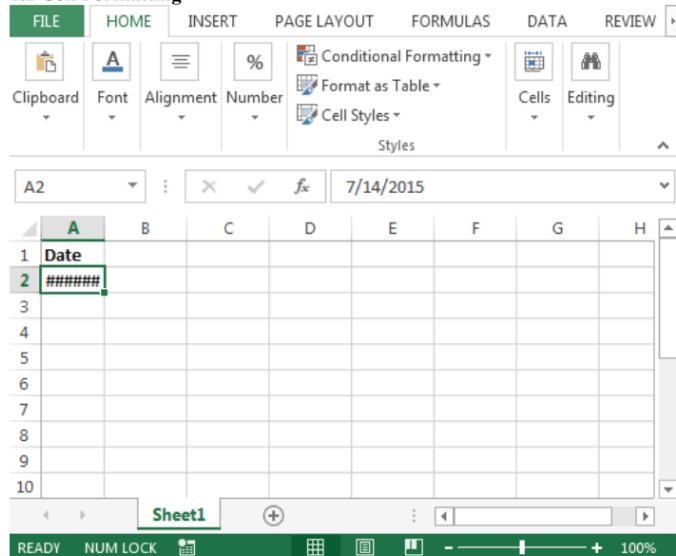 FILE HOME INSERT PAGE LAYOUT FORMULAS DATA REVIEW
Conditional Formatting
Format as Table
Cell Styles
Clipboard Font Alignment Number Cells Editing
%
Styles
A2 fx 7/14/2015
A B C D E F G H
1 Date
2 ######
3
4
5
6
7
8
9
10
Sheet1
READY NUM LOCK 100%